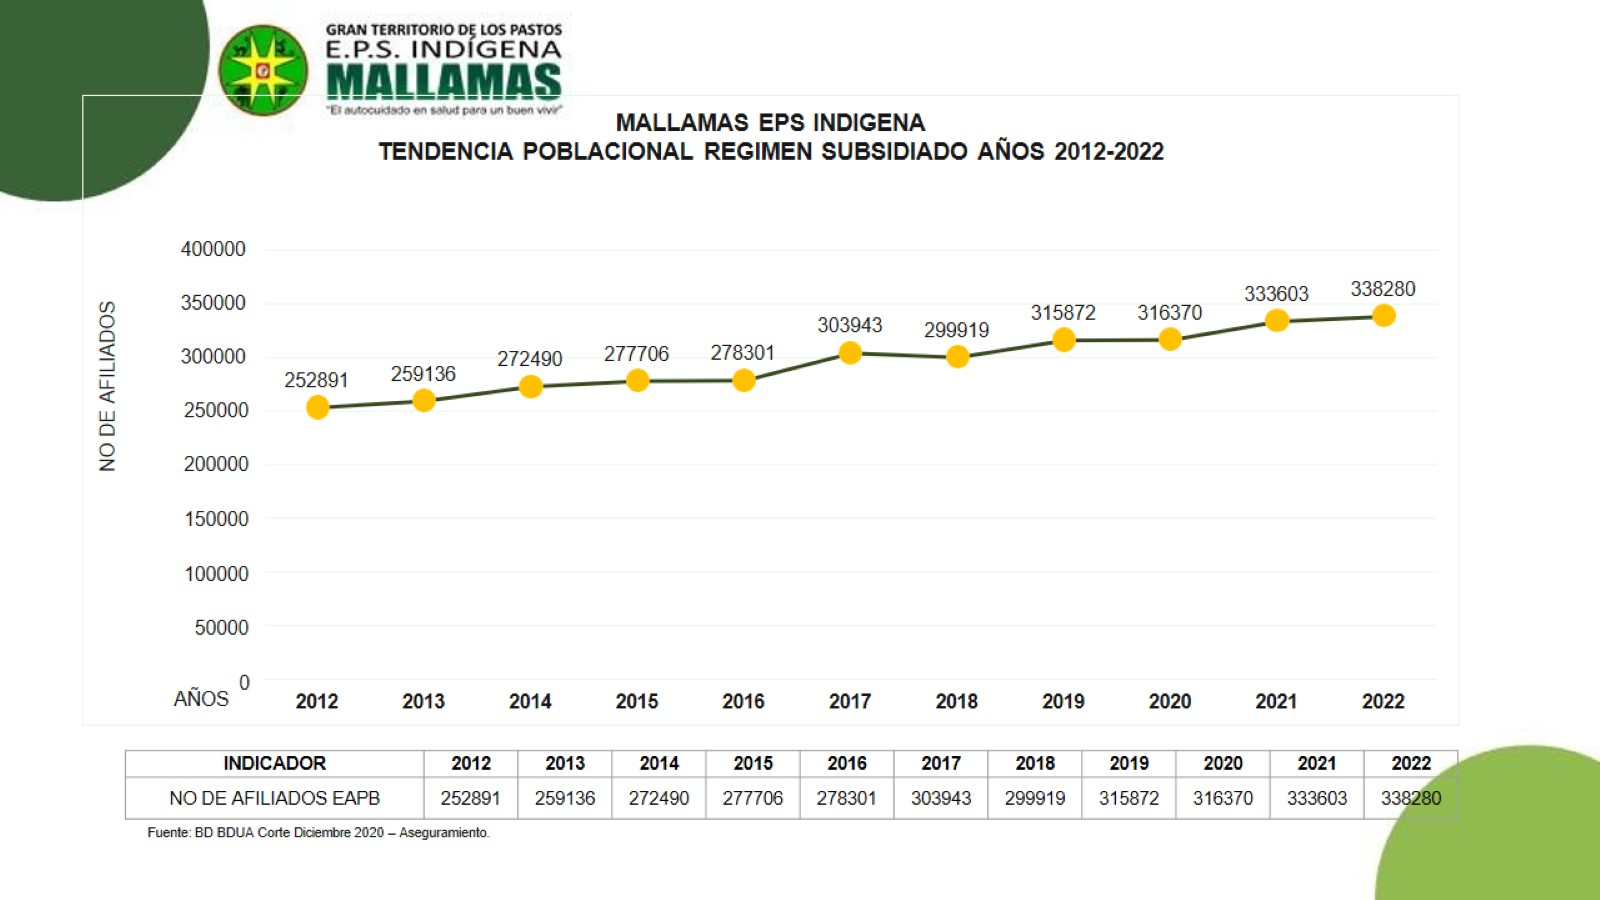 GRAN TERRITORIO DE LOS PASTOS
E.P.S. INDÍGENA
MALLAMAS
"El autocuidado en salud para un buen vivir"
MALLAMAS EPS INDIGENA
TENDENCIA POBLACIONAL REGIMEN SUBSIDIADO AÑOS 2012-2022
NO DE AFILIADOS
400000
350000
300000
250000
200000
150000
100000
50000
0
252891 259136 272490 277706 278301 303943 299919 315872 316370 333603 338280
AÑOS 2012 2013 2014 2015 2016 2017 2018 2019 2020 2021 2022
INDICADOR 2012 2013 2014 2015 2016 2017 2018 2019 2020 2021 2022
NO DE AFILIADOS EAPB 252891 259136 272490 277706 278301 303943 299919 315872 316370 333603 338280
Fuente: BD BDUA Corte Diciembre 2020 – Aseguramiento.